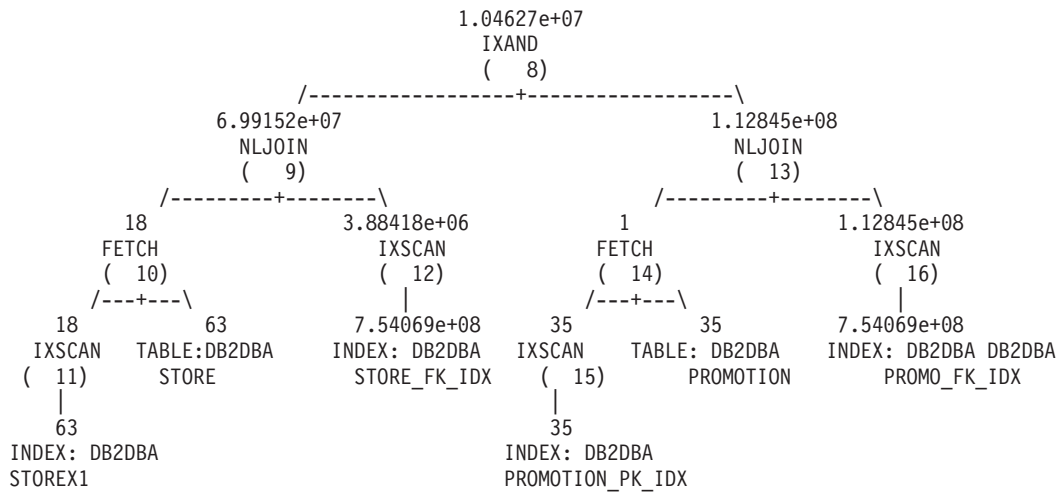 1.04627e+07
IXAND
( 8)
/------------------+------------------\
6.99152e+07 1.12845e+08
NLJOIN NLJOIN
( 9) ( 13)
/---------+--------\ /---------+--------\
18 3.88418e+06 1 1.12845e+08
FETCH IXSCAN FETCH IXSCAN
( 10) ( 12) ( 14) ( 16)
/---+---\ | /---+---\ |
18 63 7.54069e+08 35 35 7.54069e+08
IXSCAN TABLE:DB2DBA INDEX: DB2DBA IXSCAN TABLE: DB2DBA INDEX: DB2DBA DB2DBA
( 11) STORE STORE_FK_IDX ( 15) PROMOTION PROMO_FK_IDX
| |
63 35
INDEX: DB2DBA INDEX: DB2DBA
STOREX1 PROMOTION_PK_IDX